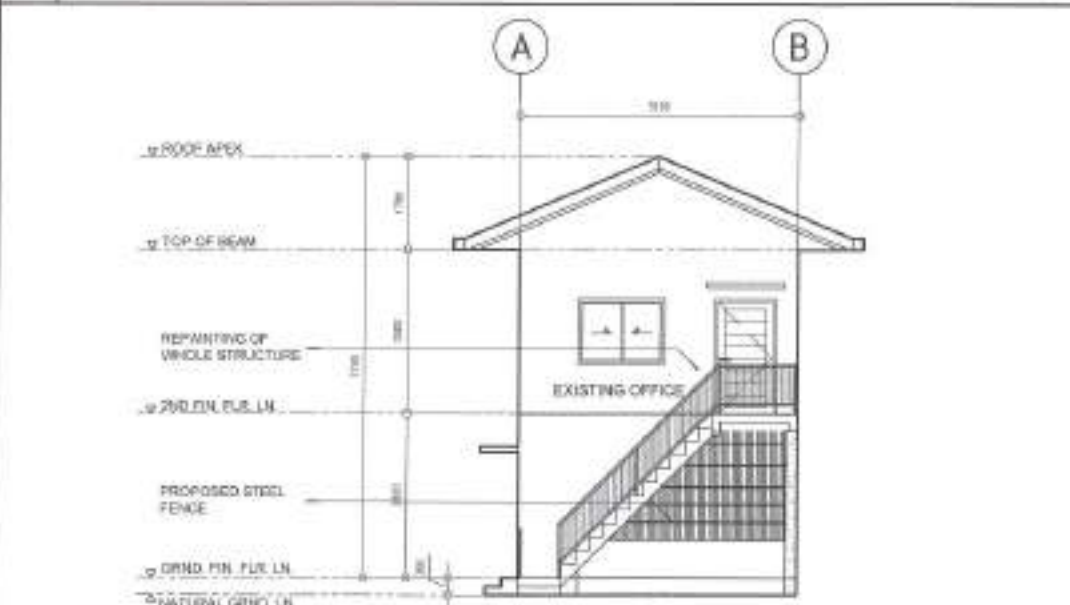 A
B
ROOF APEX
TOP OF BEAM
REPAINTING OF
WHOLE STRUCTURE
EXISTING OFFICE
2ND FIN. FLR. LN.
PROPOSED STEEL
FENCE
GRND. FIN. FLR. LN.
NATURAL GRND. LN.